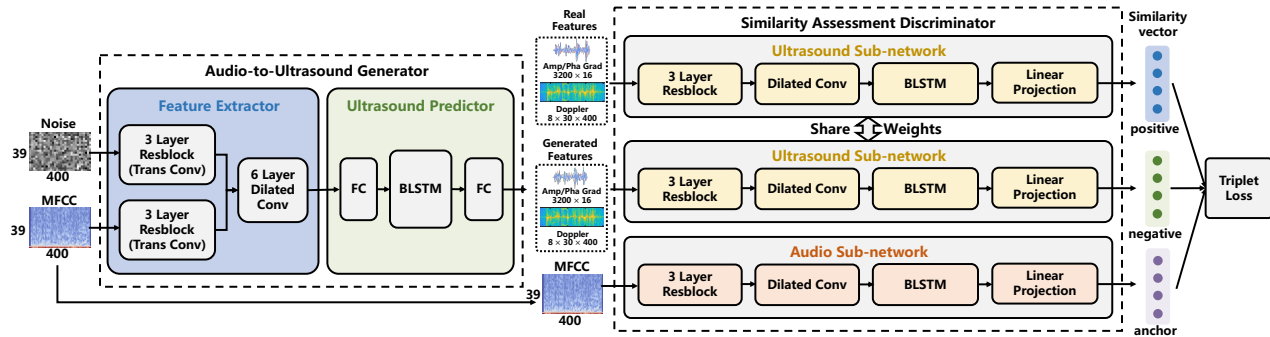 Audio-to-Ultrasound Generator
Feature Extractor
Ultrasound Predictor
Noise
39
400
MFCC
39
400
3 Layer
Resblock
(Trans Conv)
3 Layer
Resblock
(Trans Conv)
6 Layer
Dilated
Conv
FC
BLSTM
FC
Real
Features
Amp/Pha Grad
3200 × 16
Doppler
8 × 30 × 400
Generated
Features
Amp/Pha Grad
3200 × 16
Doppler
8 × 30 × 400
MFCC
39
400
Similarity Assessment Discriminator
Ultrasound Sub-network
3 Layer
Resblock
Dilated Conv
BLSTM
Linear
Projection
Share Weights
Ultrasound Sub-network
3 Layer
Resblock
Dilated Conv
BLSTM
Linear
Projection
Audio Sub-network
3 Layer
Resblock
Dilated Conv
BLSTM
Linear
Projection
Similarity
vector
positive
negative
anchor
Triplet
Loss